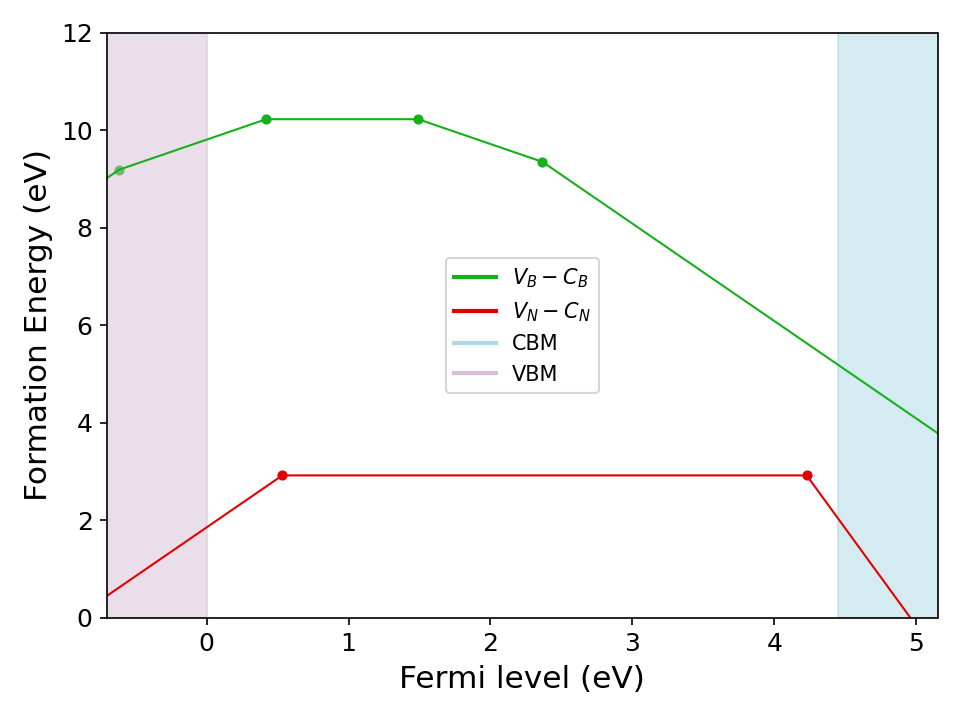 12
10
8
6
4
2
0
Formation Energy (eV)
V_B − C_B
V_N − C_N
CBM
VBM
0 1 2 3 4 5
Fermi level (eV)